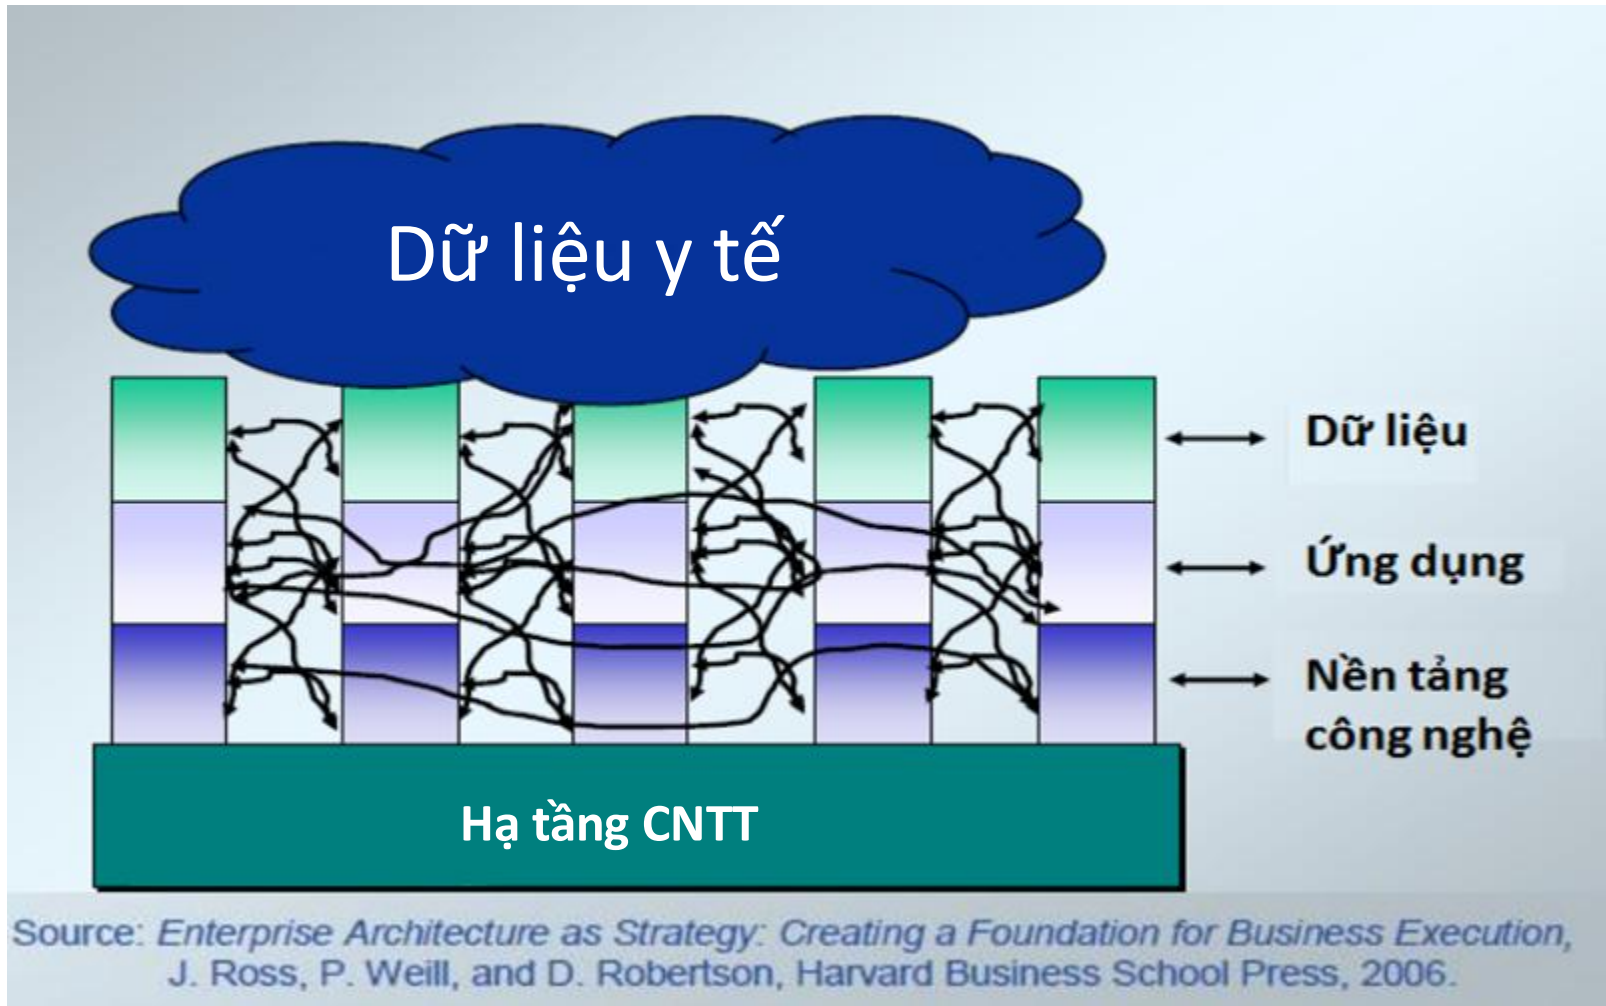 Dữ liệu y tế
Dữ liệu
Ứng dụng
Nền tảng
công nghệ
Hạ tầng CNTT
Source: Enterprise Architecture as Strategy: Creating a Foundation for Business Execution,
J. Ross, P. Weill, and D. Robertson, Harvard Business School Press, 2006.